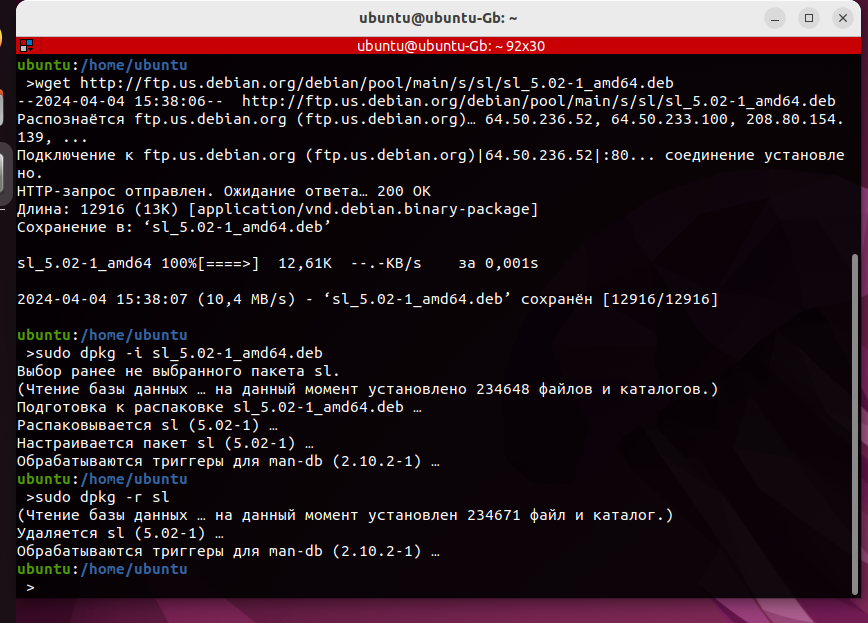 ubuntu@ubuntu-Gb: ~
ubuntu@ubuntu-Gb: ~ 92x30
ubuntu:/home/ubuntu
>wget http://ftp.us.debian.org/debian/pool/main/s/sl/sl_5.02-1_amd64.deb
--2024-04-04 15:38:06--  http://ftp.us.debian.org/debian/pool/main/s/sl/sl_5.02-1_amd64.deb
Распознаётся ftp.us.debian.org (ftp.us.debian.org)… 64.50.236.52, 64.50.233.100, 208.80.154.
139, ...
Подключение к ftp.us.debian.org (ftp.us.debian.org)|64.50.236.52|:80... соединение установле
но.
HTTP-запрос отправлен. Ожидание ответа… 200 OK
Длина: 12916 (13K) [application/vnd.debian.binary-package]
Сохранение в: ‘sl_5.02-1_amd64.deb’
sl_5.02-1_amd64 100%[====>]  12,61K  --.-KB/s    за 0,001s
2024-04-04 15:38:07 (10,4 MB/s) - ‘sl_5.02-1_amd64.deb’ сохранён [12916/12916]
ubuntu:/home/ubuntu
>sudo dpkg -i sl_5.02-1_amd64.deb
Выбор ранее не выбранного пакета sl.
(Чтение базы данных … на данный момент установлено 234648 файлов и каталогов.)
Подготовка к распаковке sl_5.02-1_amd64.deb …
Распаковывается sl (5.02-1) …
Настраивается пакет sl (5.02-1) …
Обрабатываются триггеры для man-db (2.10.2-1) …
ubuntu:/home/ubuntu
>sudo dpkg -r sl
(Чтение базы данных … на данный момент установлен 234671 файл и каталог.)
Удаляется sl (5.02-1) …
Обрабатываются триггеры для man-db (2.10.2-1) …
ubuntu:/home/ubuntu
>